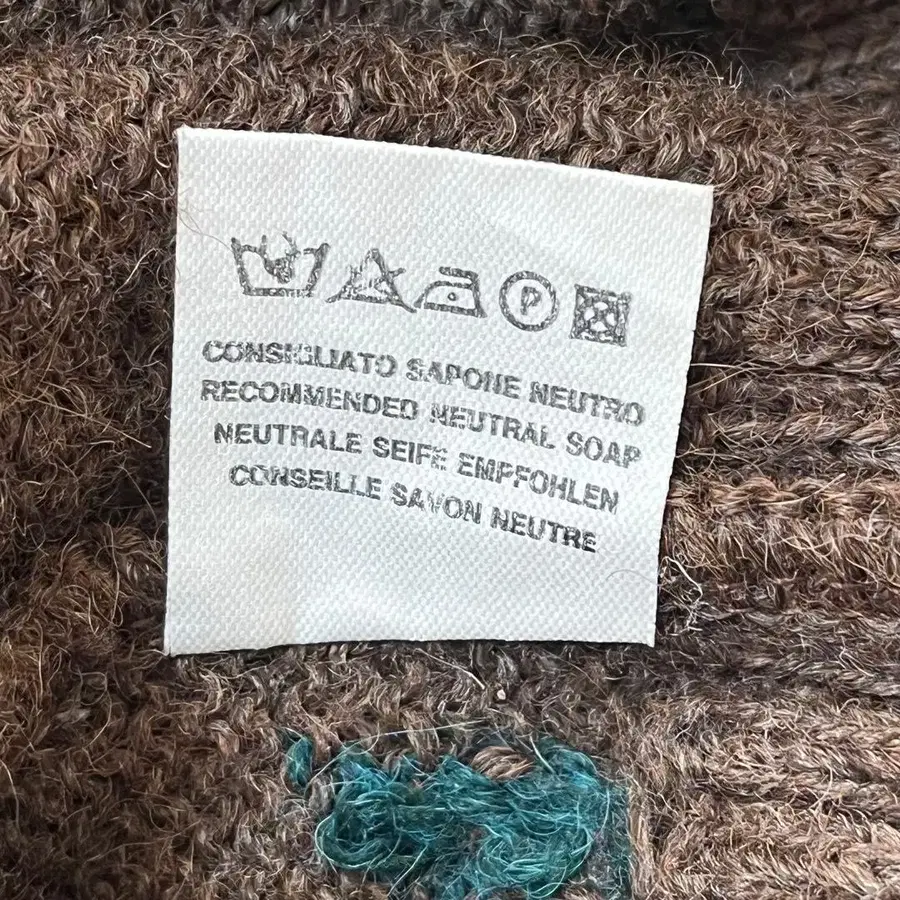 P
CONSIGLIATO SAPONE NEUTRO
RECOMMENDED NEUTRAL SOAP
NEUTRALE SEIFE EMPFOHLEN
CONSEILLE SAVON NEUTRE